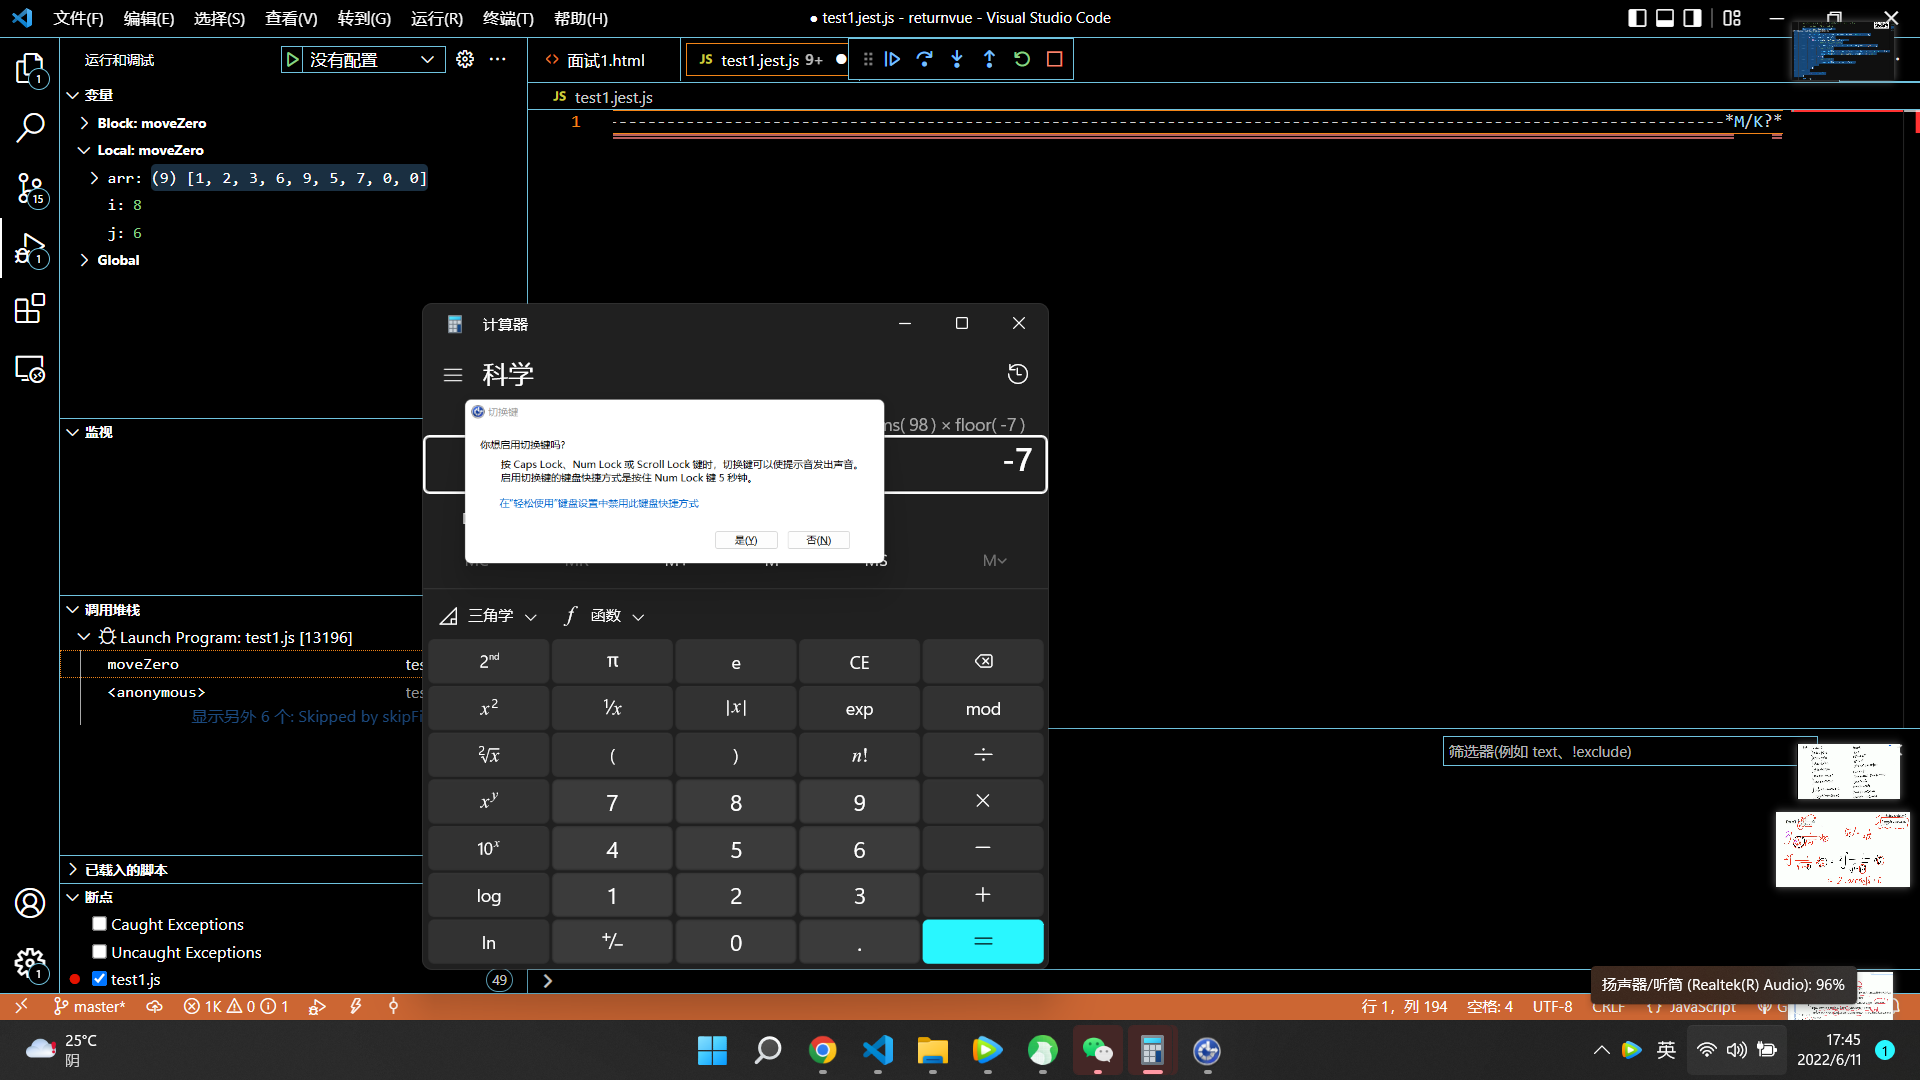 文件(F) 编辑(E) 选择(S) 查看(V) 转到(G) 运行(R) 终端(T) 帮助(H)
● test1.jest.js - returnvue - Visual Studio Code
运行和调试
没有配置
面试1.html
JS test1.jest.js 9+
JS test1.jest.js
变量
Block: moveZero
Local: moveZero
arr: (9) [1, 2, 3, 6, 9, 5, 7, 0, 0]
i: 8
j: 6
Global
1
*M/K?*
1
15
1
监视
调用堆栈
Launch Program: test1.js [13196]
moveZero
<anonymous>
显示另外 6 个: Skipped by skipFi
已载入的脚本
断点
Caught Exceptions
Uncaught Exceptions
test1.js
49
1
计算器
科学
( 98 ) × floor( -7 )
-7
切换键
你想启用切换键吗?
按 Caps Lock、Num Lock 或 Scroll Lock 键时，切换键可以使提示音发出声音。
启用切换键的键盘快捷方式是按住 Num Lock 键 5 秒钟。
在"轻松使用"键盘设置中禁用此键盘快捷方式
是(Y) 否(N)
M
三角学 f 函数
2nd π e CE
x2 1/x |x| exp mod
2√x ( ) n! ÷
xy 7 8 9 ×
10x 4 5 6 −
log 1 2 3 +
ln +/− 0 . =
筛选器(例如 text、!exclude)
扬声器/听筒 (Realtek(R) Audio): 96%
master* 1K 0 1
行 1，列 194 空格: 4 UTF-8 CRLF {} JavaScript
25°C
阴
英
17:45
2022/6/11
1